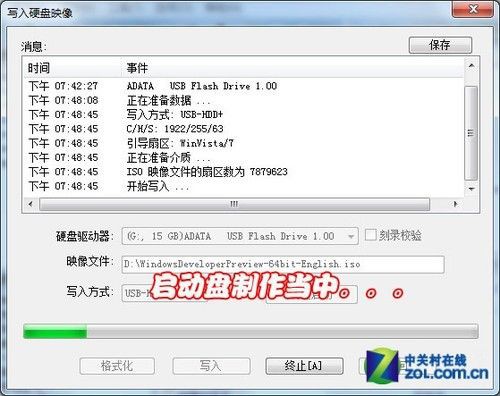 写入硬盘映像
消息:
保存
时间 事件
下午 07:42:27 ADATA USB Flash Drive 1.00
下午 07:48:08 正在准备数据 ...
下午 07:48:45 写入方式: USB-HDD+
下午 07:48:45 C/H/S: 1922/255/63
下午 07:48:45 引导扇区: WinVista/7
下午 07:48:45 正在准备介质 ...
下午 07:48:45 ISO 映像文件的扇区数为 7879623
下午 07:48:45 开始写入 ...
硬盘驱动器: (G:, 15 GB)ADATA USB Flash Drive 1.00 刻录校验
映像文件: D:\WindowsDeveloperPreview-64bit-English.iso
写入方式: USB-H
启动盘制作当中。。。
格式化 写入 终止[A]
中关村在线
ZOL.COM.CN